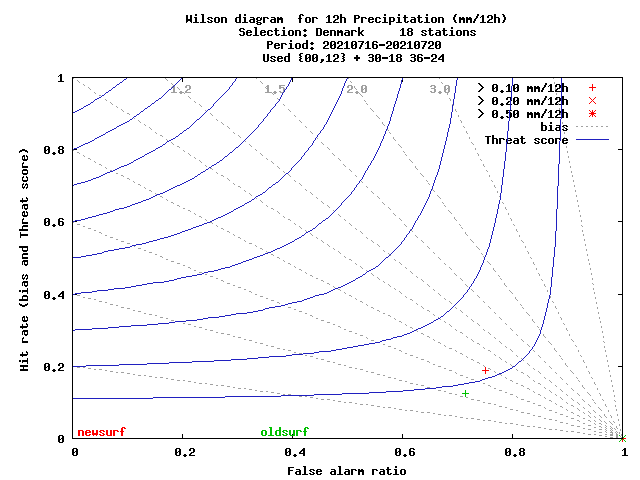 Wilson diagram  for 12h Precipitation (mm/12h)
Selection: Denmark     18 stations
Period: 20210716-20210720
Used {00,12} + 30-18 36-24
1
1.2
1.5
2.0
3.0
> 0.10 mm/12h
> 0.20 mm/12h
> 0.50 mm/12h
bias
Threat score
0.8
0.6
0.4
0.2
0
Hit rate (bias and Threat score)
newsurf
oldsurf
0
0.2
0.4
0.6
0.8
1
False alarm ratio